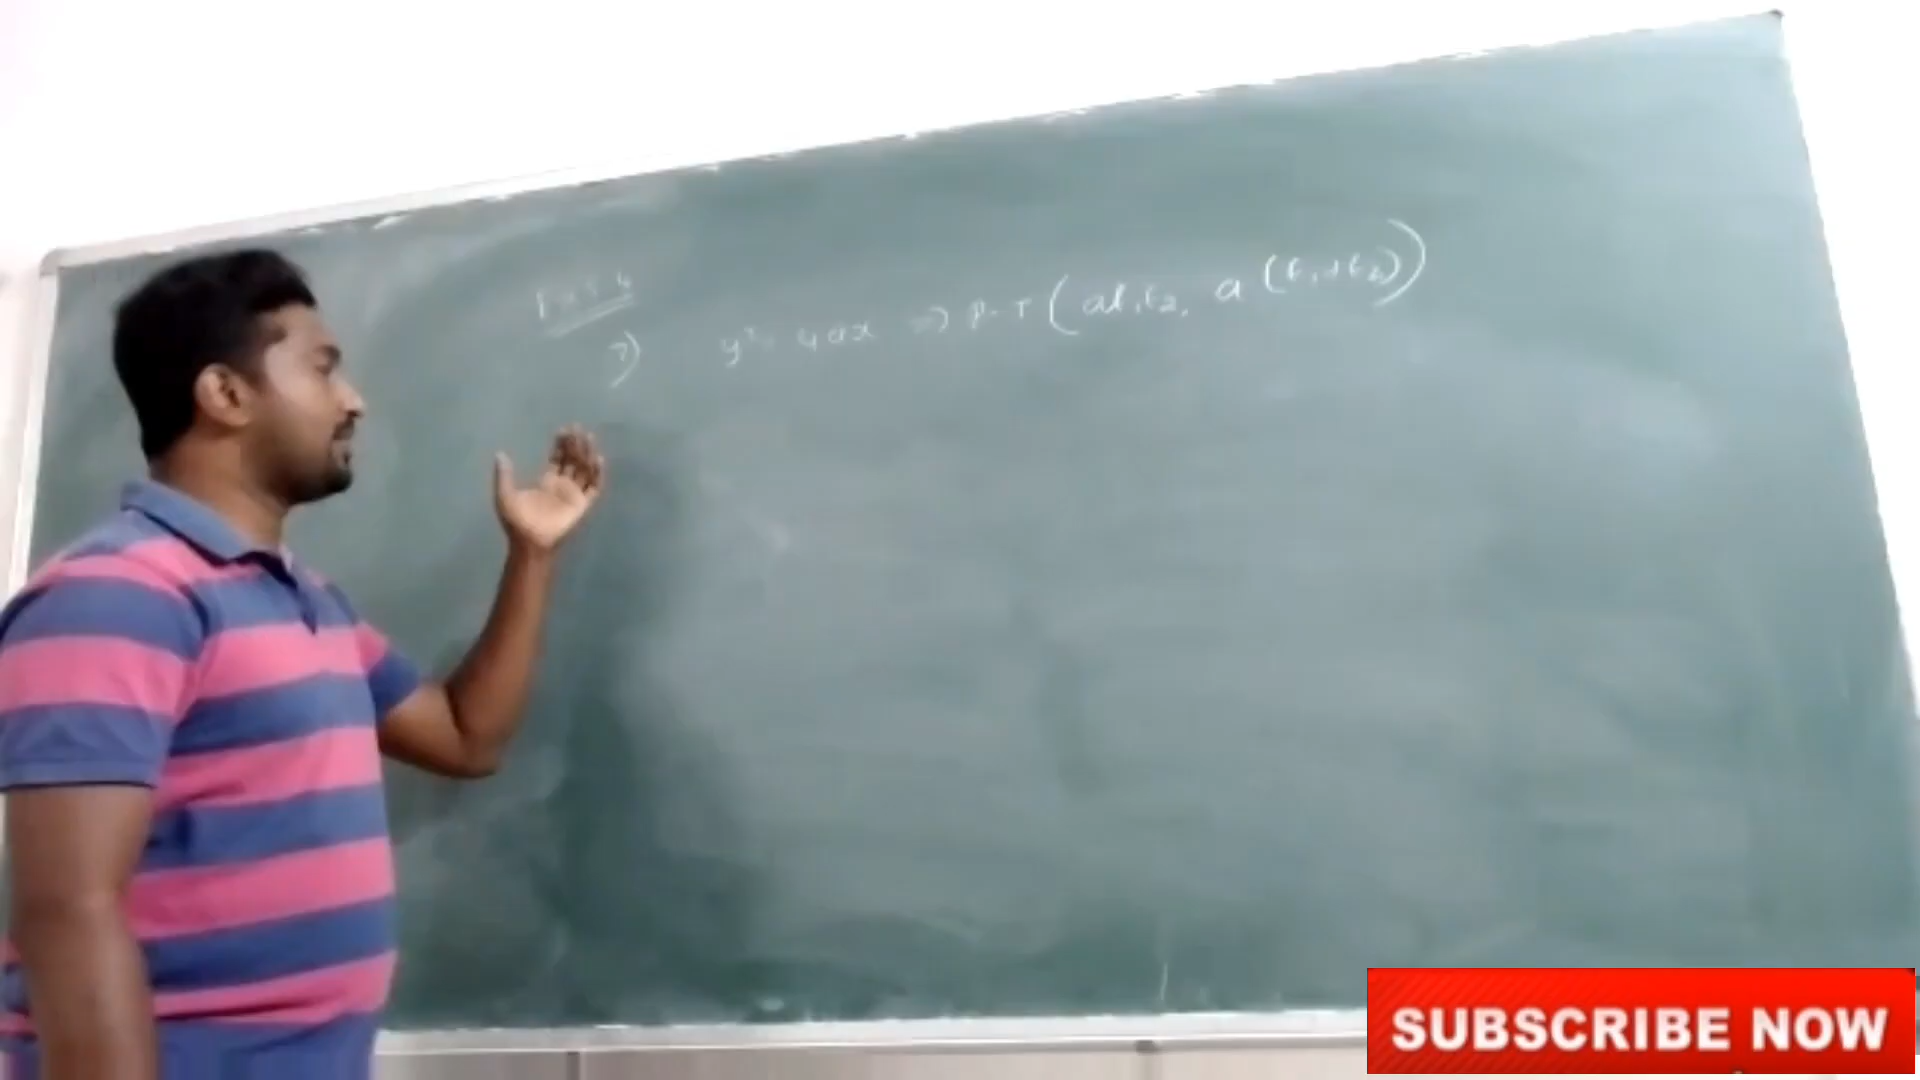 7) y² = 4ax => P.T (at₁t₂, a (t₁+t₂))
SUBSCRIBE NOW